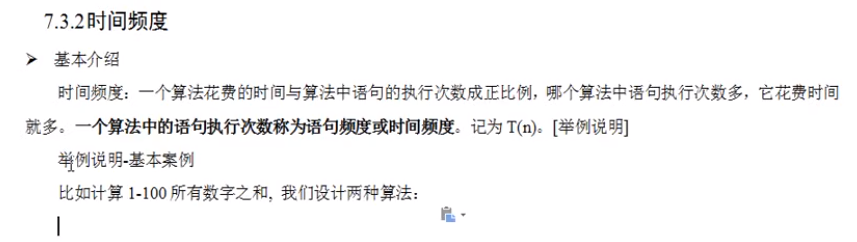 7.3.2时间频度
➢ 基本介绍
时间频度：一个算法花费的时间与算法中语句的执行次数成正比例，哪个算法中语句执行次数多，它花费时间
就多。一个算法中的语句执行次数称为语句频度或时间频度。记为 T(n)。[举例说明]
举例说明-基本案例
比如计算 1-100 所有数字之和, 我们设计两种算法：